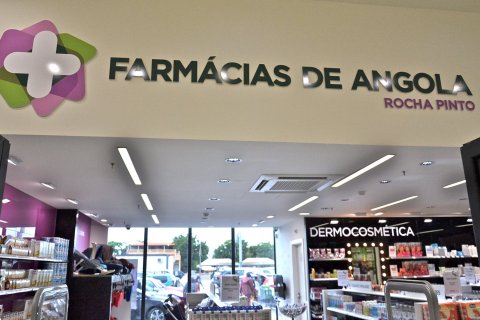 FARMÁCIAS DE ANGOLA
ROCHA PINTO
DERMOCOSMÉTICA